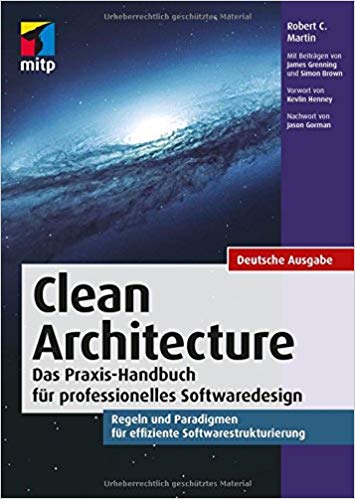 Urheberrechtlich geschütztes Material
mitp
Robert C.
Martin
Mit Beiträgen von
James Grenning
und Simon Brown
Vorwort von
Kevlin Henney
Nachwort von
Jason Gorman
Deutsche Ausgabe
Clean
Architecture
Das Praxis-Handbuch
für professionelles Softwaredesign
Regeln und Paradigmen
für effiziente Softwarestrukturierung
Urheberrechtlich geschütztes Material